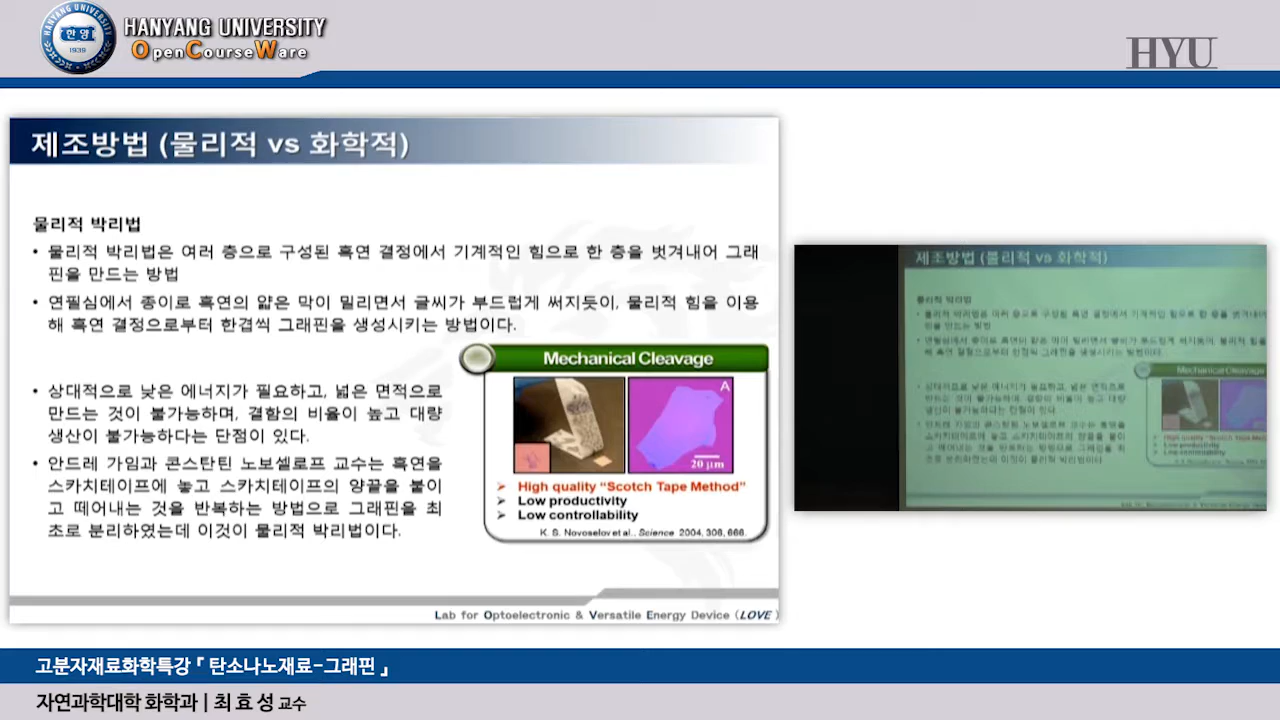 HANYANG UNIVERSITY
OpenCourseWare
한양
1939
HYU
제조방법 (물리적 vs 화학적)
물리적 박리법
• 물리적 박리법은 여러 층으로 구성된 흑연 결정에서 기계적인 힘으로 한 층을 벗겨내어 그래
핀을 만드는 방법
• 연필심에서 종이로 흑연의 얇은 막이 밀리면서 글씨가 부드럽게 써지듯이, 물리적 힘을 이용
해 흑연 결정으로부터 한겹씩 그래핀을 생성시키는 방법이다.
• 상대적으로 낮은 에너지가 필요하고, 넓은 면적으로
만드는 것이 불가능하며, 결함의 비율이 높고 대량
생산이 불가능하다는 단점이 있다.
• 안드레 가임과 콘스탄틴 노보셀로프 교수는 흑연을
스카치테이프에 놓고 스카치테이프의 양끝을 붙이
고 떼어내는 것을 반복하는 방법으로 그래핀을 최
초로 분리하였는데 이것이 물리적 박리법이다.
Mechanical Cleavage
A
20 μm
➢ High quality “Scotch Tape Method”
➢ Low productivity
➢ Low controllability
K. S. Novoselov et al., Science 2004, 306, 666.
Lab for Optoelectronic & Versatile Energy Device (LOVE)
제조방법 (물리적 vs 화학적)
물리적 박리법
Mechanical Cleavage
고분자재료화학특강『탄소나노재료-그래핀』
자연과학대학 화학과 | 최효성 교수